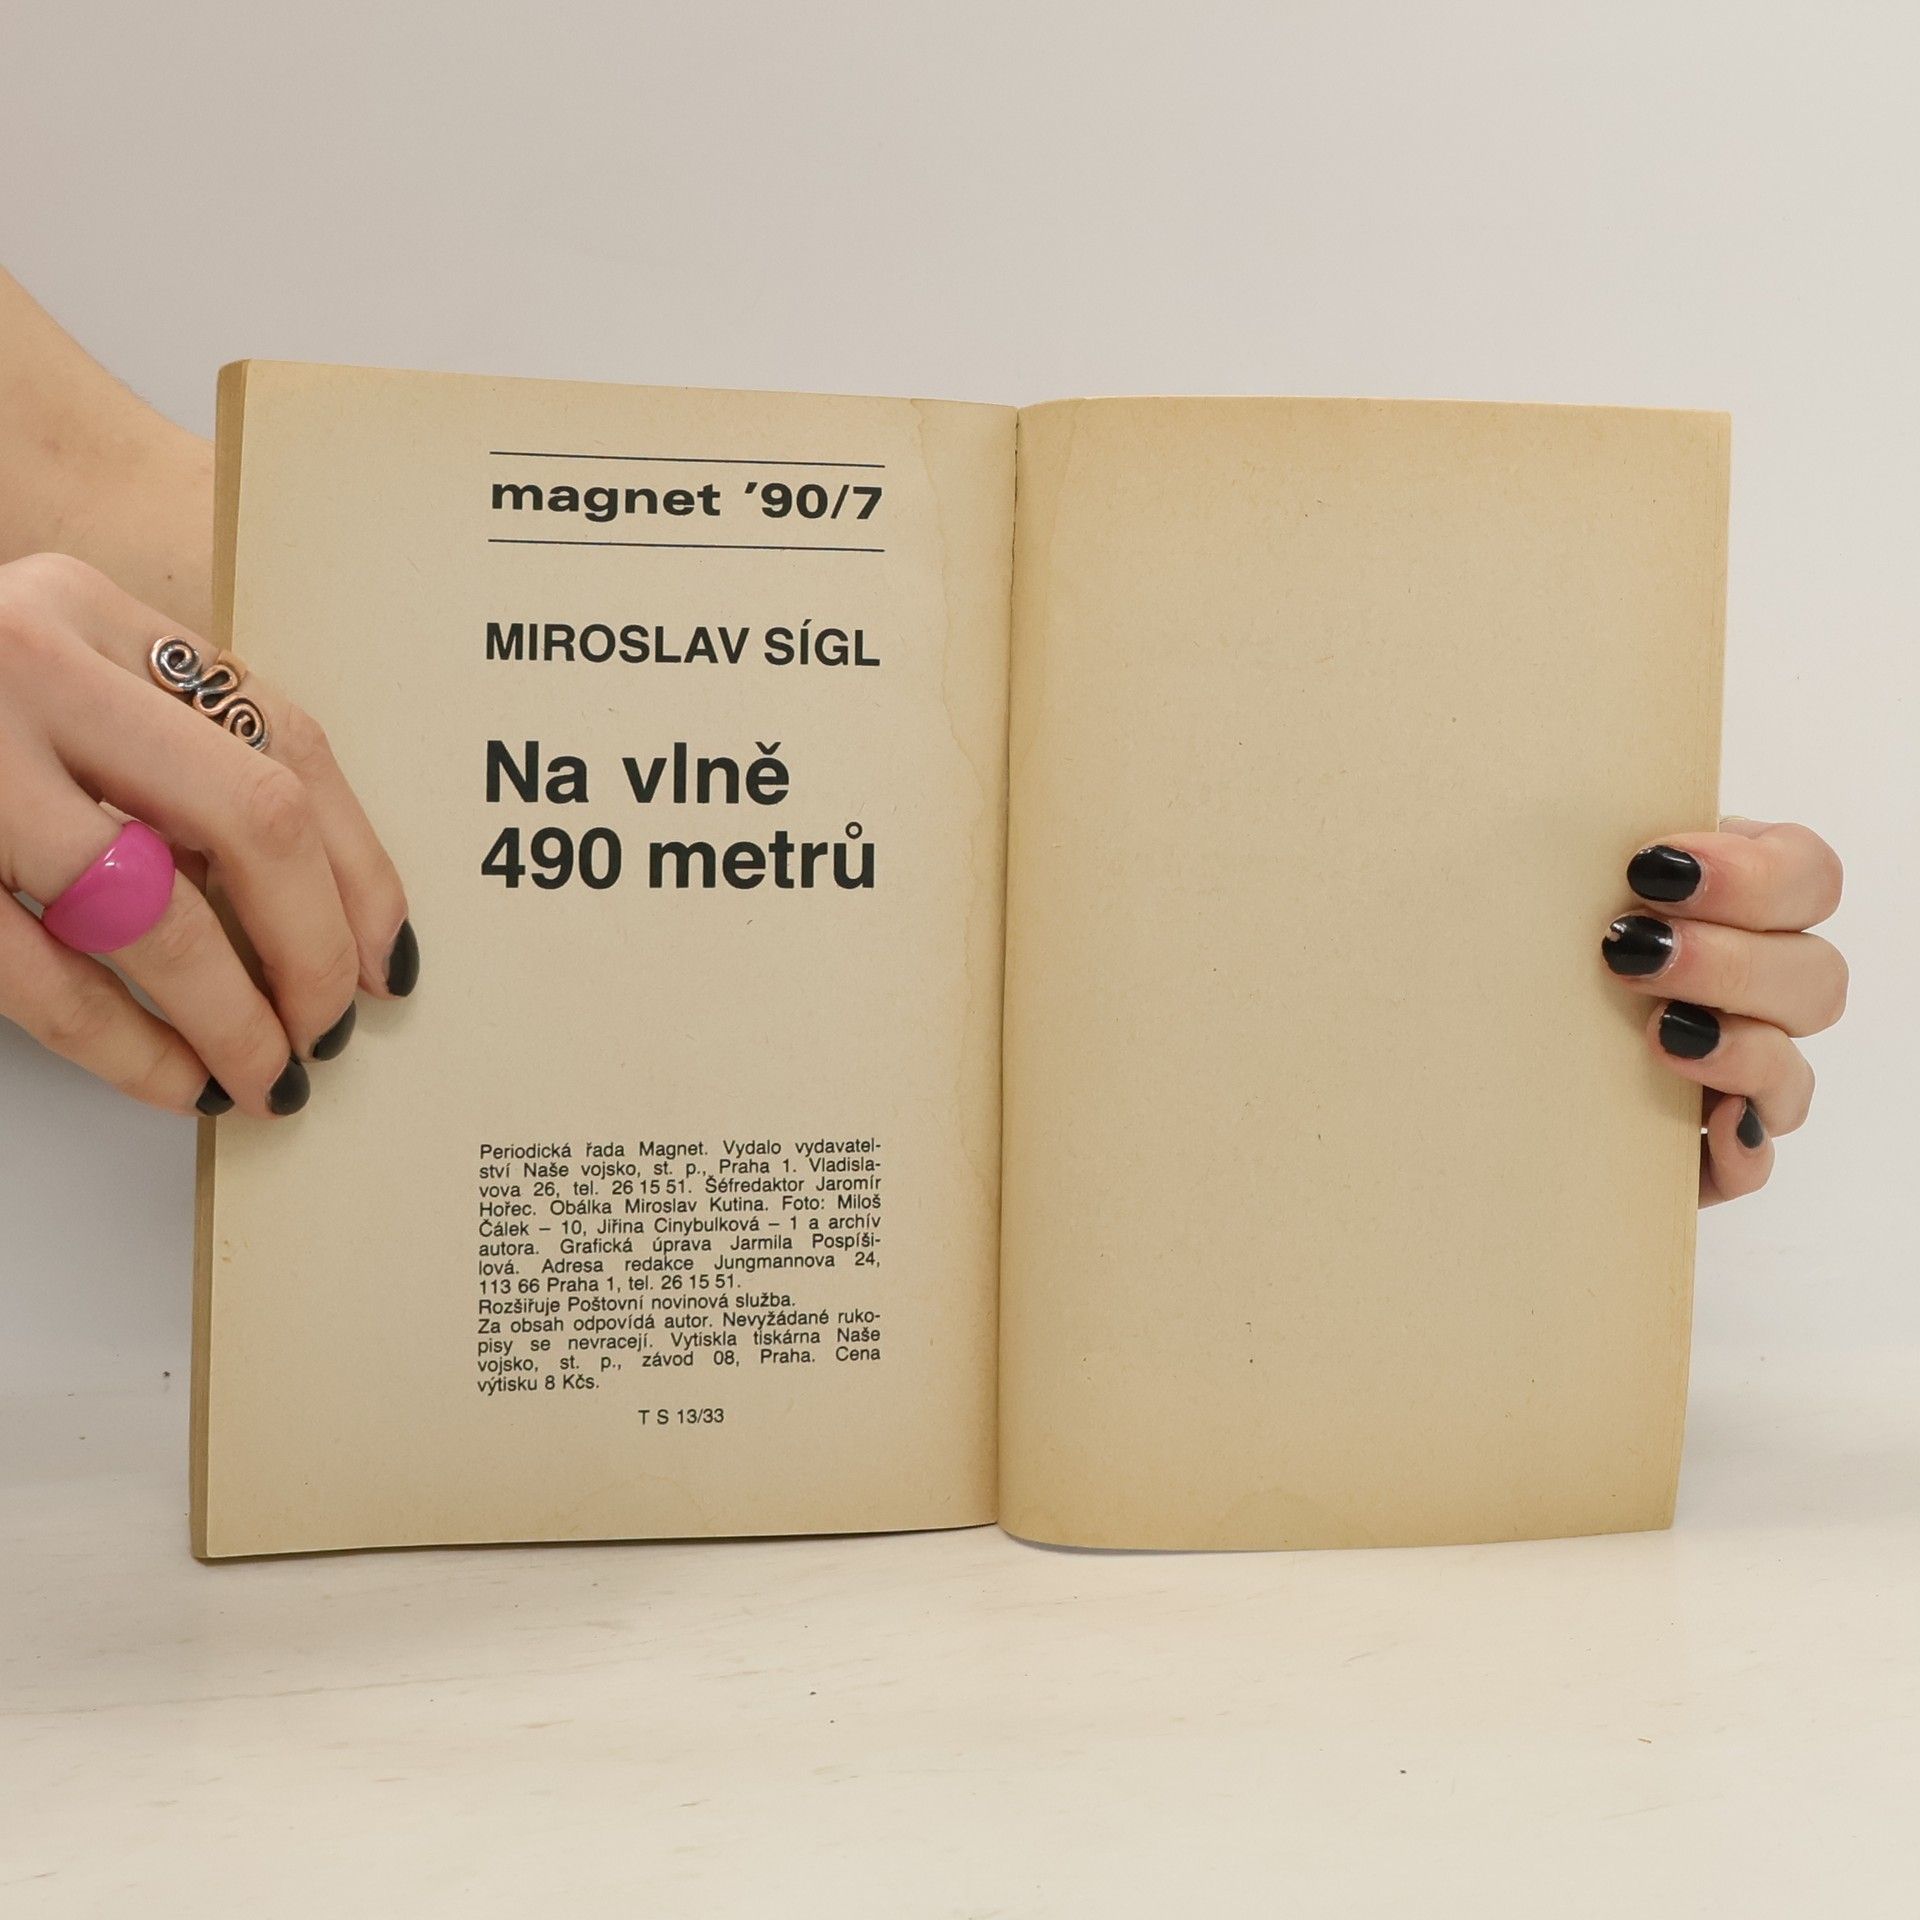 magnet ’90/7
MIROSLAV SÍGL
Na vlně
490 metrů
Periodická řada Magnet. Vydalo vydavatel-
ství Naše vojsko, st. p., Praha 1. Vladisla-
vova 26, tel. 26 15 51. Šéfredaktor Jaromír
Hořec. Obálka Miroslav Kutina. Foto: Miloš
Čálek – 10, Jiřina Cinybulková – 1 a archív
autora. Grafická úprava Jarmila Pospíši-
lová. Adresa redakce Jungmannova 24,
113 66 Praha 1, tel. 26 15 51.
Rozšiřuje Poštovní novinová služba.
Za obsah odpovídá autor. Nevyžádané ruko-
pisy se nevracejí. Vytiskla tiskárna Naše
vojsko, st. p., závod 08, Praha. Cena
výtisku 8 Kčs.
T S 13/33